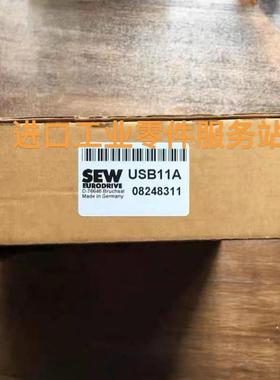 进口工业零件服务站
SEW USB11A
EURODRIVE
D-76646 Bruchsal 08248311
Made in Germany